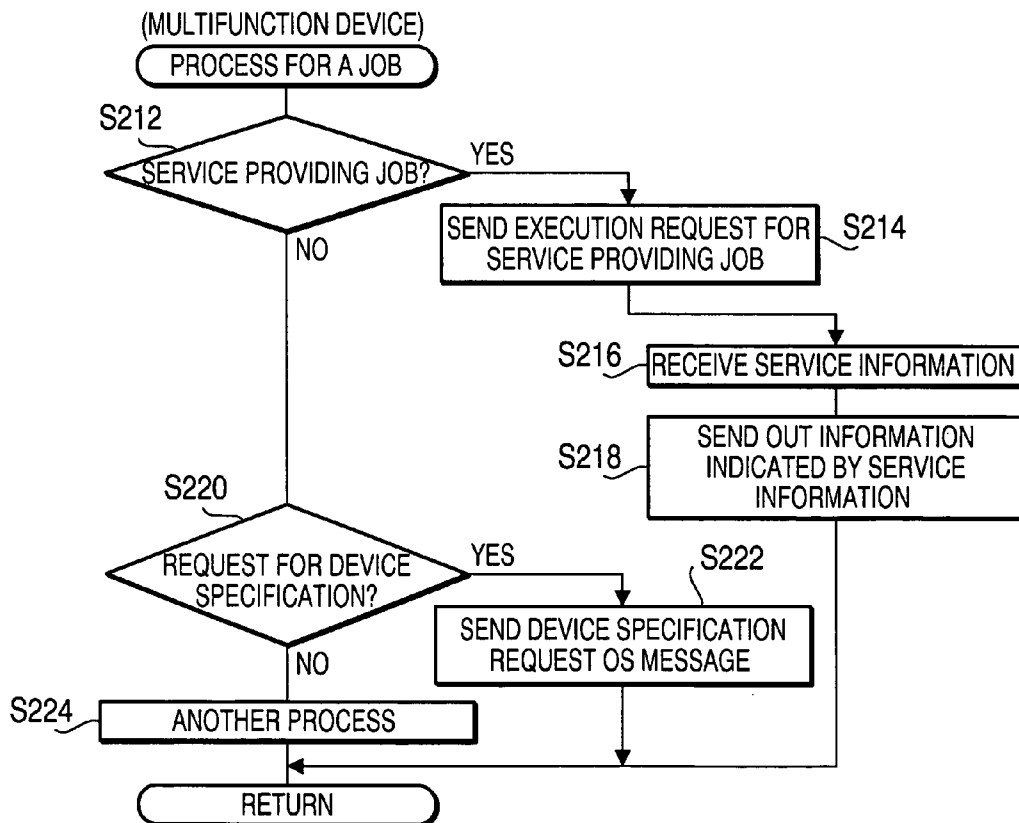 (MULTIFUNCTION DEVICE)
PROCESS FOR A JOB
S212
SERVICE PROVIDING JOB?
YES
NO
SEND EXECUTION REQUEST FOR
SERVICE PROVIDING JOB
S214
S216
RECEIVE SERVICE INFORMATION
S218
SEND OUT INFORMATION
INDICATED BY SERVICE
INFORMATION
S220
REQUEST FOR DEVICE
SPECIFICATION?
YES
NO
S222
SEND DEVICE SPECIFICATION
REQUEST OS MESSAGE
S224
ANOTHER PROCESS
RETURN